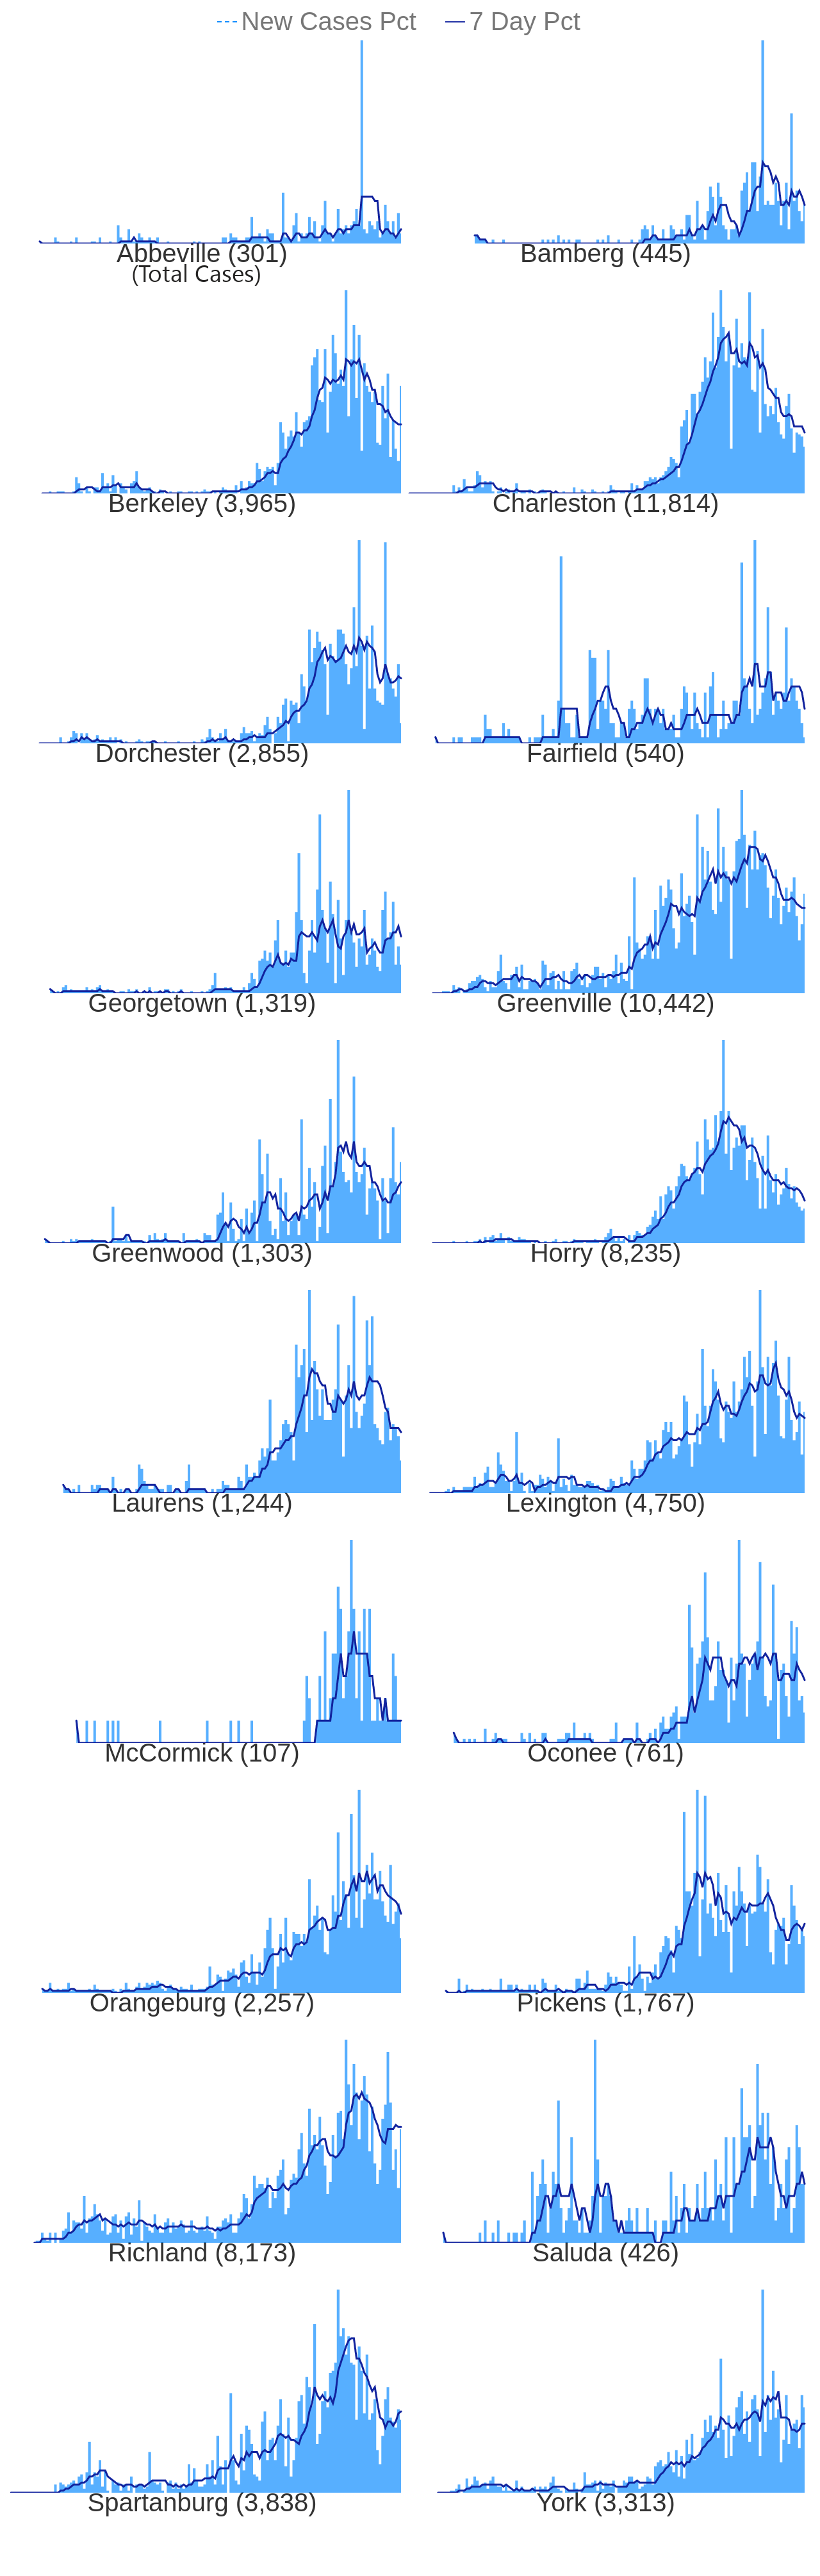 New Cases Pct 7 Day Pct
Abbeville (301) Bamberg (445)
(Total Cases)
Berkeley (3,965) Charleston (11,814)
Dorchester (2,855) Fairfield (540)
Georgetown (1,319) Greenville (10,442)
Greenwood (1,303) Horry (8,235)
Laurens (1,244) Lexington (4,750)
McCormick (107) Oconee (761)
Orangeburg (2,257) Pickens (1,767)
Richland (8,173) Saluda (426)
Spartanburg (3,838) York (3,313)